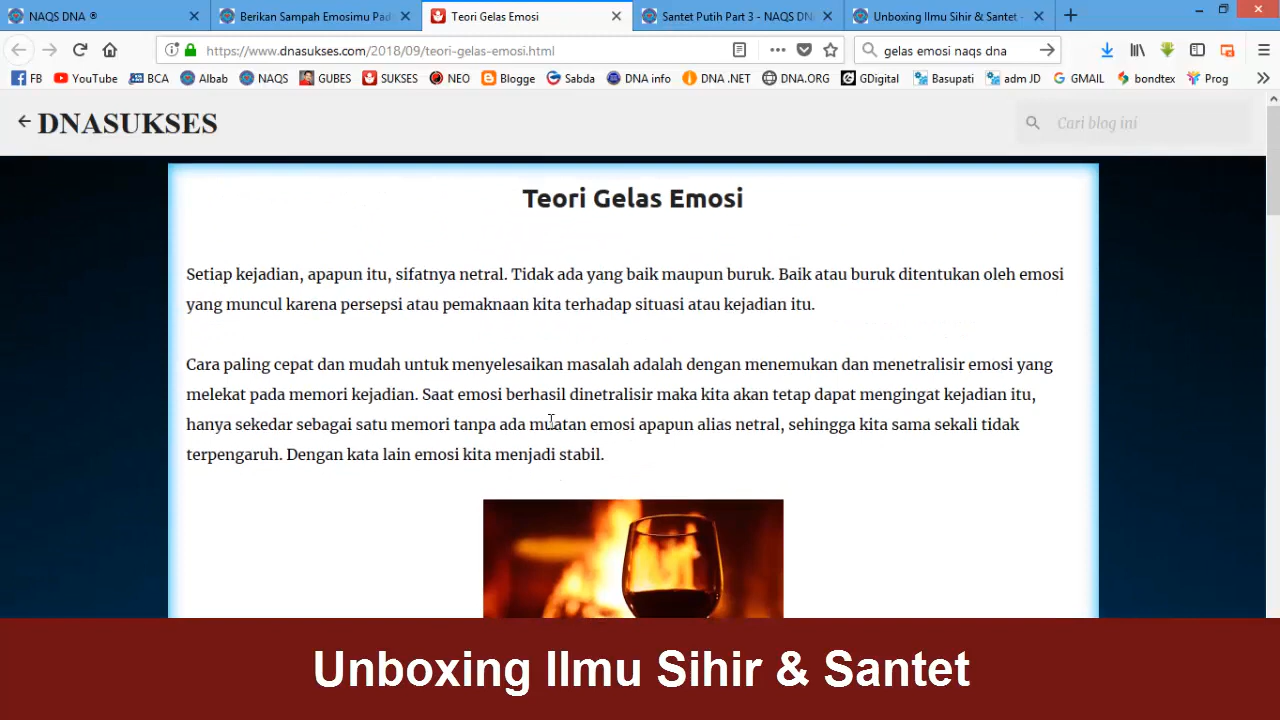 NAQS DNA ®
Berikan Sampah Emosimu Pad
Teori Gelas Emosi
Santet Putih Part 3 - NAQS DN
Unboxing Ilmu Sihir & Santet -
https://www.dnasukses.com/2018/09/teori-gelas-emosi.html
gelas emosi naqs dna
FB YouTube BCA Albab NAQS GUBES SUKSES NEO Blogge Sabda DNA info DNA .NET DNA.ORG GDigital Basupati adm JD GMAIL bondtex Prog
DNASUKSES
Cari blog ini
Teori Gelas Emosi
Setiap kejadian, apapun itu, sifatnya netral. Tidak ada yang baik maupun buruk. Baik atau buruk ditentukan oleh emosi
yang muncul karena persepsi atau pemaknaan kita terhadap situasi atau kejadian itu.
Cara paling cepat dan mudah untuk menyelesaikan masalah adalah dengan menemukan dan menetralisir emosi yang
melekat pada memori kejadian. Saat emosi berhasil dinetralisir maka kita akan tetap dapat mengingat kejadian itu,
hanya sekedar sebagai satu memori tanpa ada muatan emosi apapun alias netral, sehingga kita sama sekali tidak
terpengaruh. Dengan kata lain emosi kita menjadi stabil.
Unboxing Ilmu Sihir & Santet